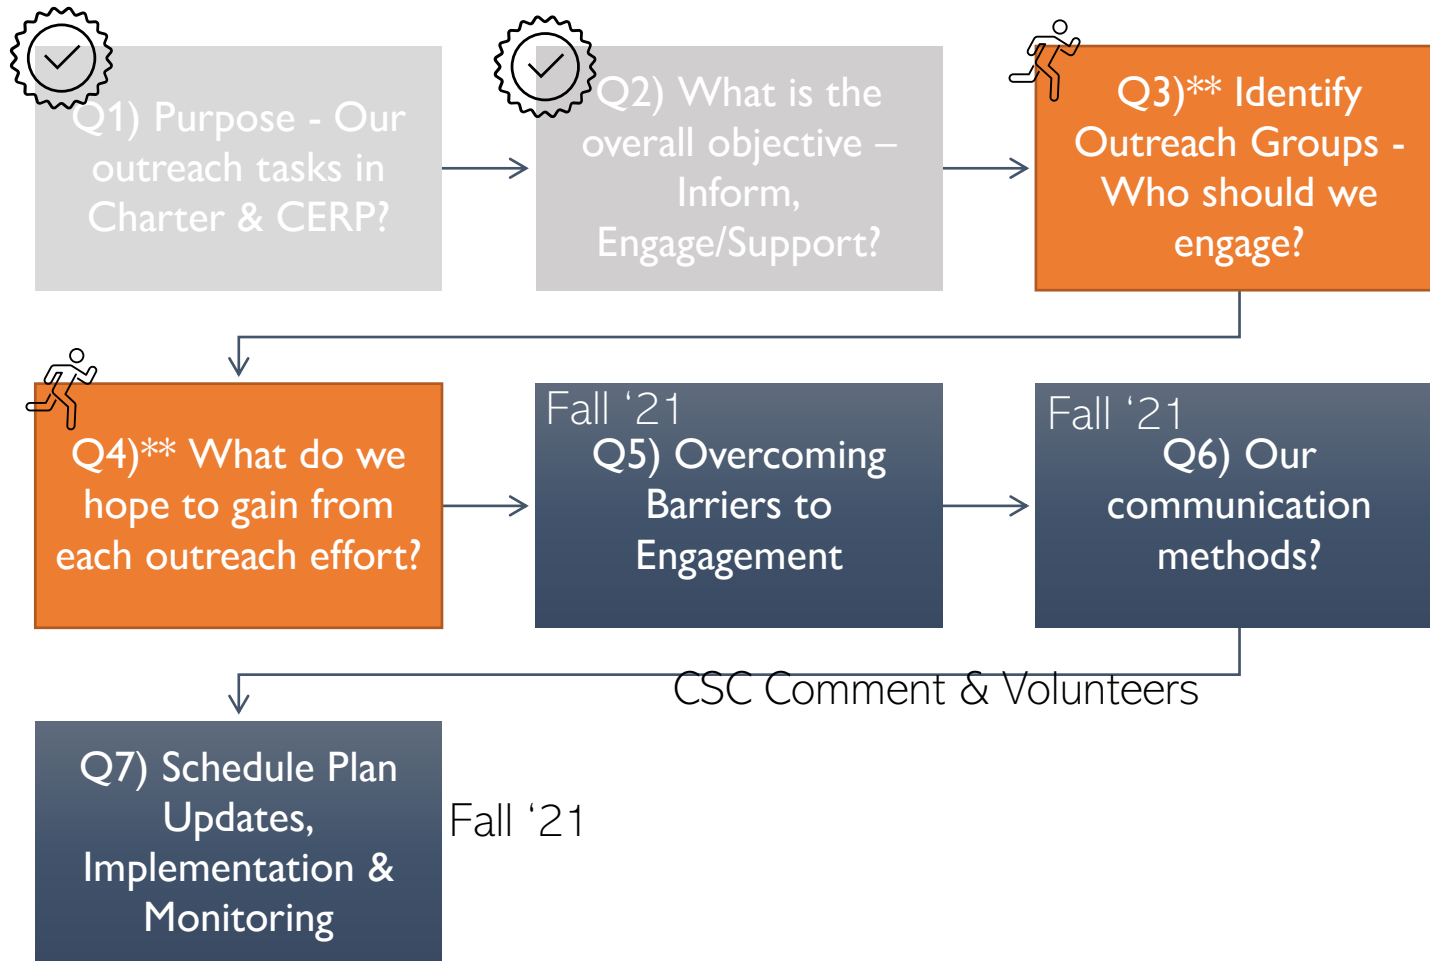 Q1) Purpose - Our
outreach tasks in
Charter & CERP?
Q2) What is the
overall objective –
Inform,
Engage/Support?
Q3)** Identify
Outreach Groups -
Who should we
engage?
Q4)** What do we
hope to gain from
each outreach effort?
Fall ‘21
Q5) Overcoming
Barriers to
Engagement
Fall ‘21
Q6) Our
communication
methods?
CSC Comment & Volunteers
Q7) Schedule Plan
Updates,
Implementation &
Monitoring
Fall ‘21